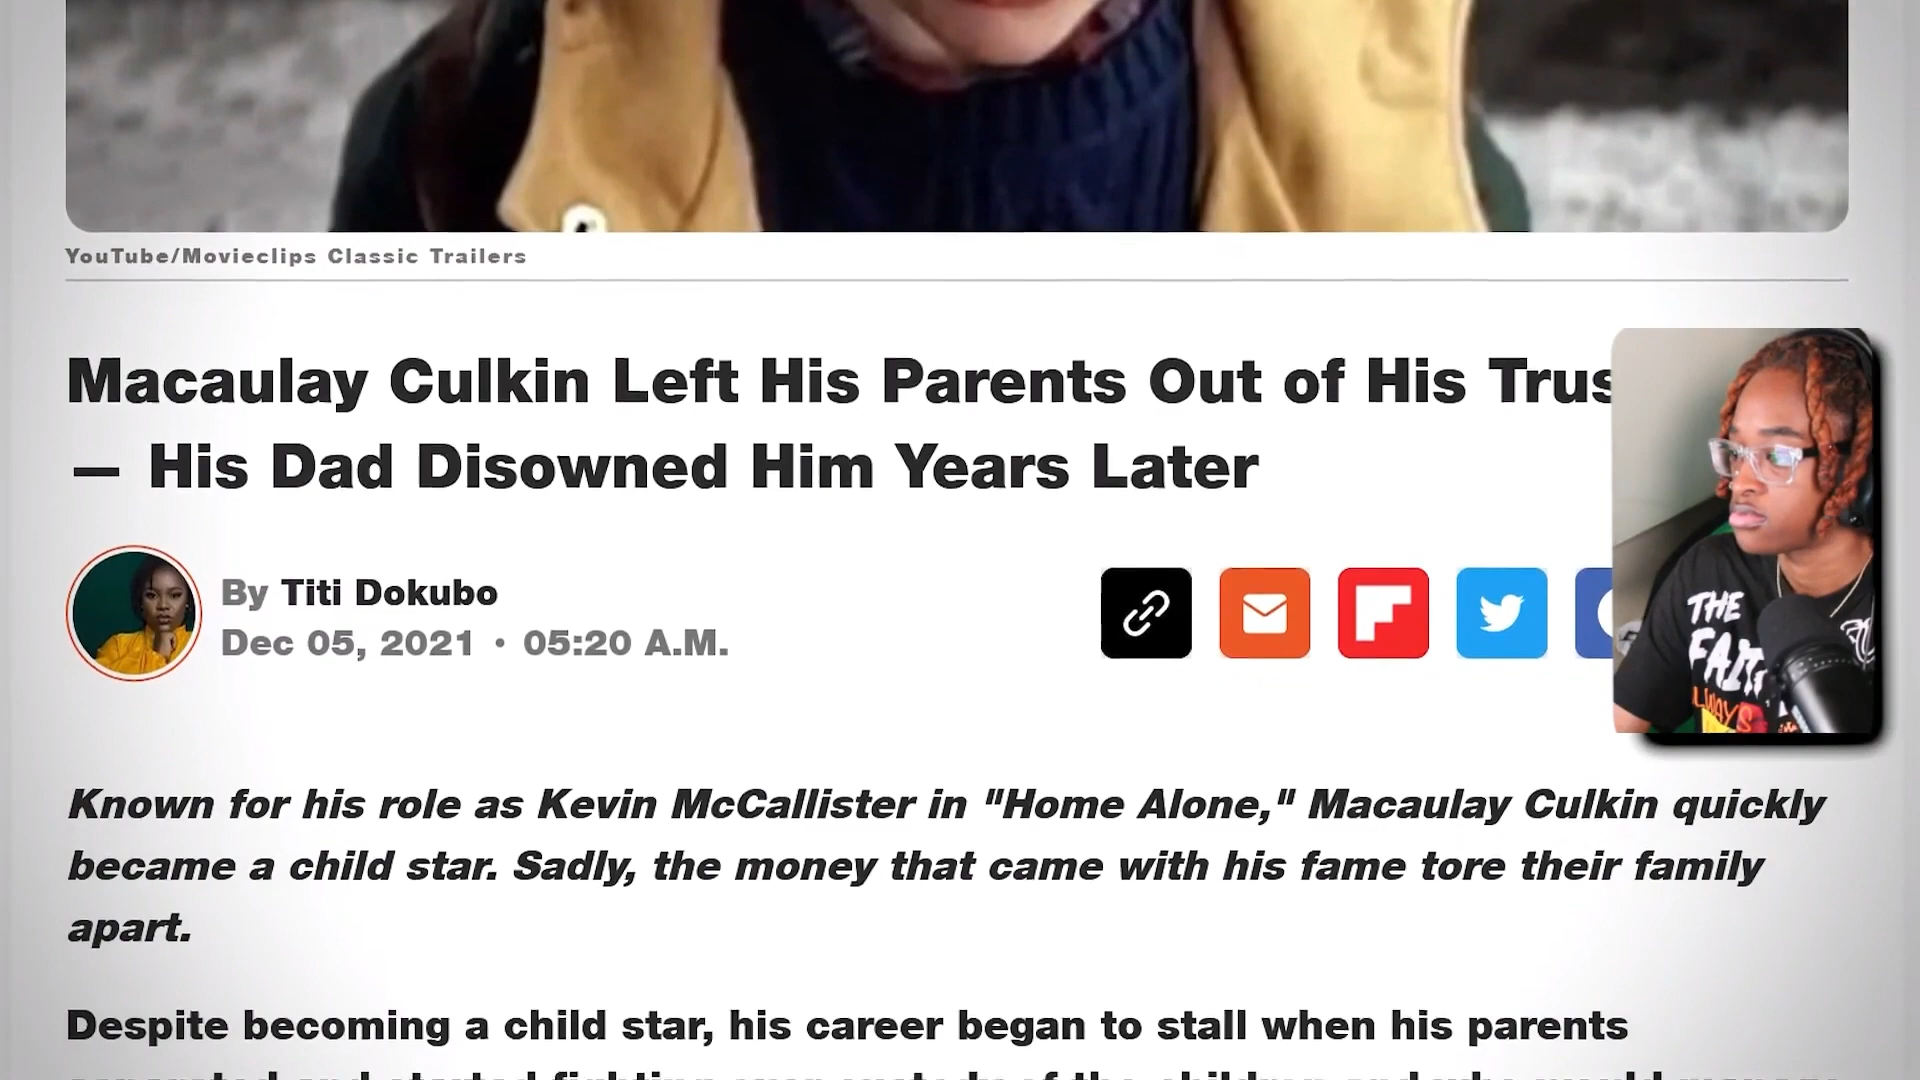 YouTube/Movieclips Classic Trailers
Macaulay Culkin Left His Parents Out of His Trus
— His Dad Disowned Him Years Later
By Titi Dokubo
Dec 05, 2021 • 05:20 A.M.
THE
Known for his role as Kevin McCallister in "Home Alone," Macaulay Culkin quickly
became a child star. Sadly, the money that came with his fame tore their family
apart.
Despite becoming a child star, his career began to stall when his parents